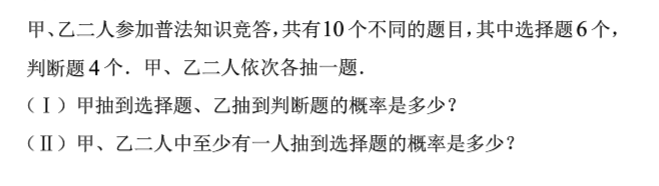 甲、乙二人参加普法知识竞答,共有10个不同的题目,其中选择题6个,
判断题4个．甲、乙二人依次各抽一题．
（Ⅰ）甲抽到选择题、乙抽到判断题的概率是多少?
（Ⅱ）甲、乙二人中至少有一人抽到选择题的概率是多少?